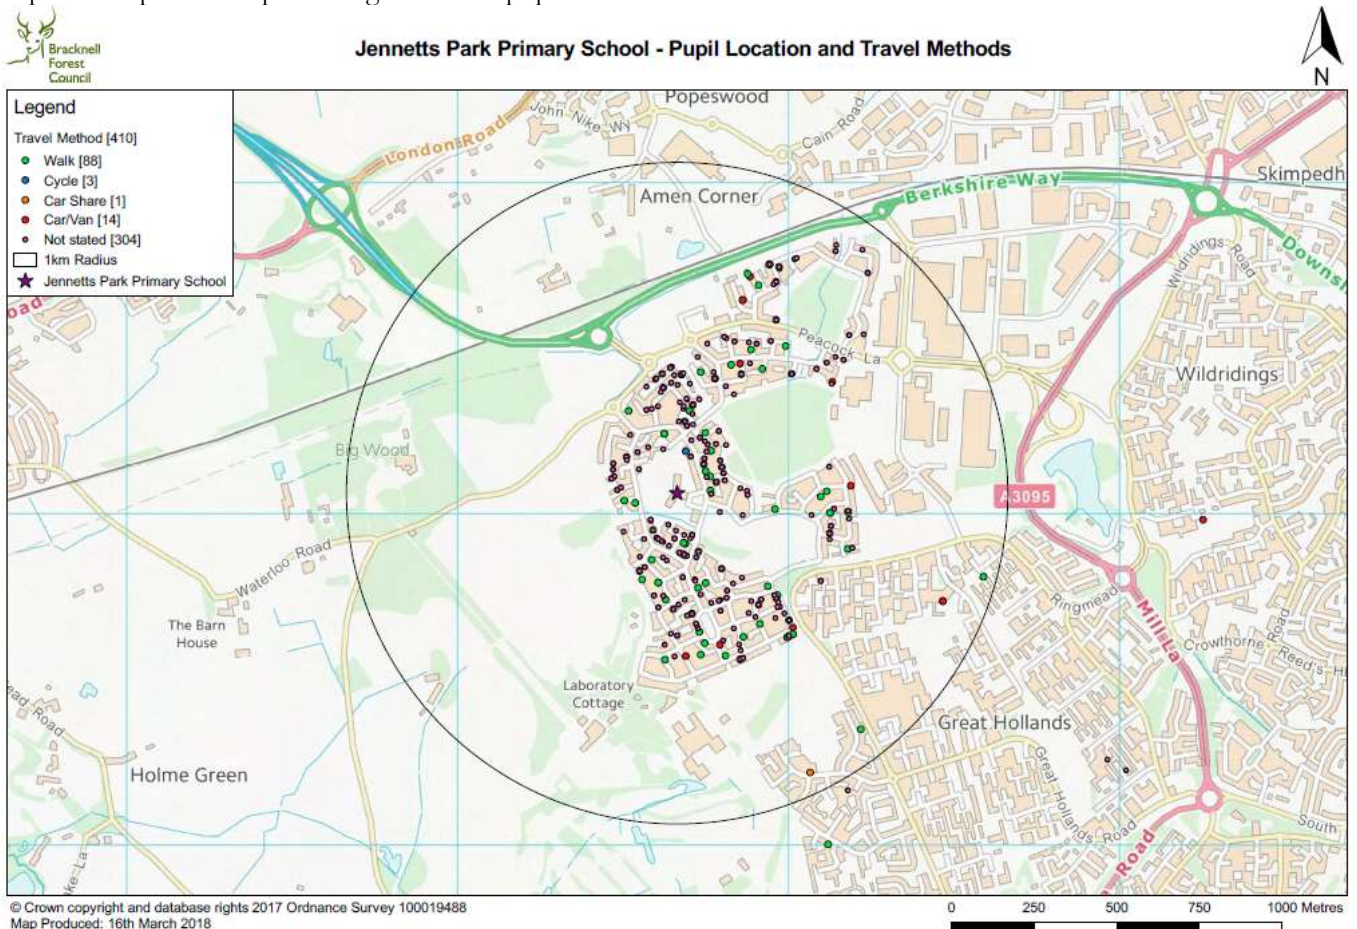 Bracknell
Forest
Council
Jennetts Park Primary School - Pupil Location and Travel Methods
N
Legend
Travel Method [410]
Walk [88]
Cycle [3]
Car Share [1]
Car/Van [14]
Not stated [304]
1km Radius
Jennetts Park Primary School
Popeswood
John Nike Wy
Cain Road
London Road
Skimpedh
Amen Corner
Berkshire Way
Wildridings Road
Downsh
oad
Peacock La
Wildridings
Big Wood
A3095
Waterloo Road
Ringmead
The Barn
House
Mill La
Crowthorne Road
Reed's H
Laboratory
Cottage
ead Road
Great Hollands
Great Hollands Road
Holme Green
South
Road
ke La
© Crown copyright and database rights 2017 Ordnance Survey 100019488
Map Produced: 16th March 2018
0 250 500 750 1000 Metres